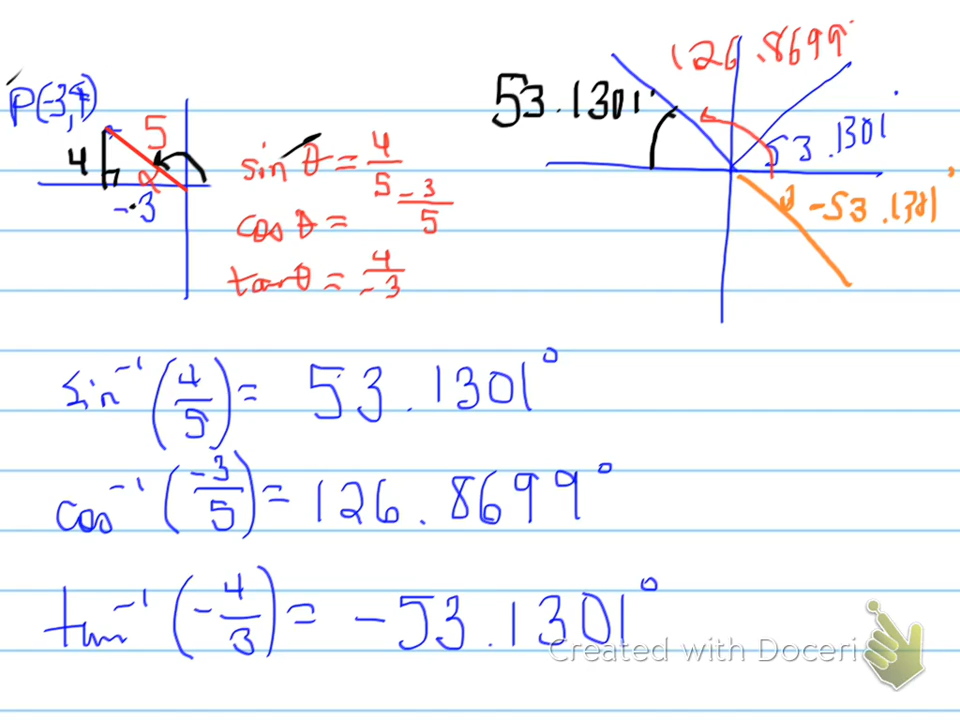 P(-3,4)
5
4
α
-3
sin θ = 4/5
cos θ = -3/5
tan θ = 4/-3
126.8699°
53.1301°
53.1301°
-53.1301°
sin⁻¹(4/5) = 53.1301°
cos⁻¹(-3/5) = 126.8699°
tan⁻¹(-4/3) = -53.1301°
Created with Doceri